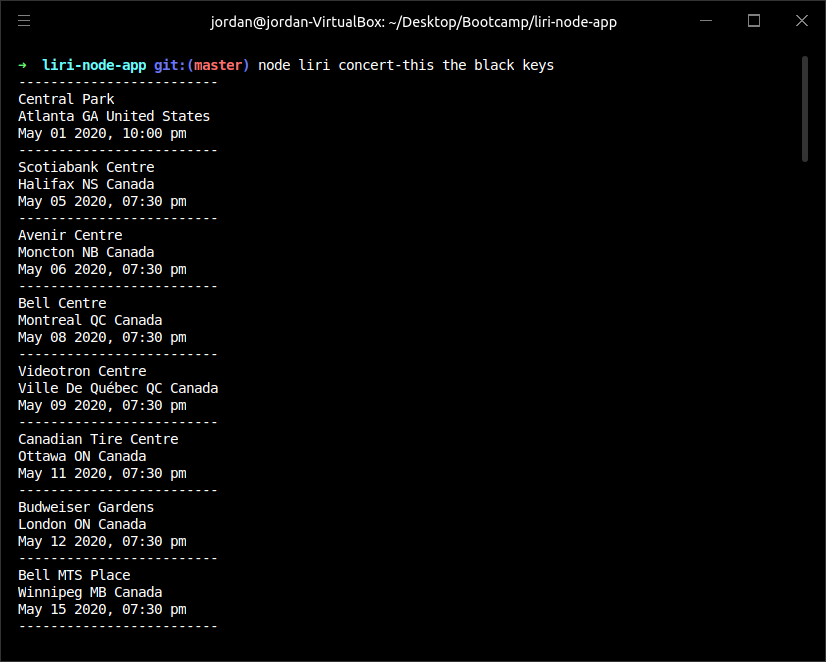 jordan@jordan-VirtualBox: ~/Desktop/Bootcamp/liri-node-app
➜  liri-node-app git:(master) node liri concert-this the black keys
-------------------------
Central Park
Atlanta GA United States
May 01 2020, 10:00 pm
-------------------------
Scotiabank Centre
Halifax NS Canada
May 05 2020, 07:30 pm
-------------------------
Avenir Centre
Moncton NB Canada
May 06 2020, 07:30 pm
-------------------------
Bell Centre
Montreal QC Canada
May 08 2020, 07:30 pm
-------------------------
Videotron Centre
Ville De Québec QC Canada
May 09 2020, 07:30 pm
-------------------------
Canadian Tire Centre
Ottawa ON Canada
May 11 2020, 07:30 pm
-------------------------
Budweiser Gardens
London ON Canada
May 12 2020, 07:30 pm
-------------------------
Bell MTS Place
Winnipeg MB Canada
May 15 2020, 07:30 pm
-------------------------